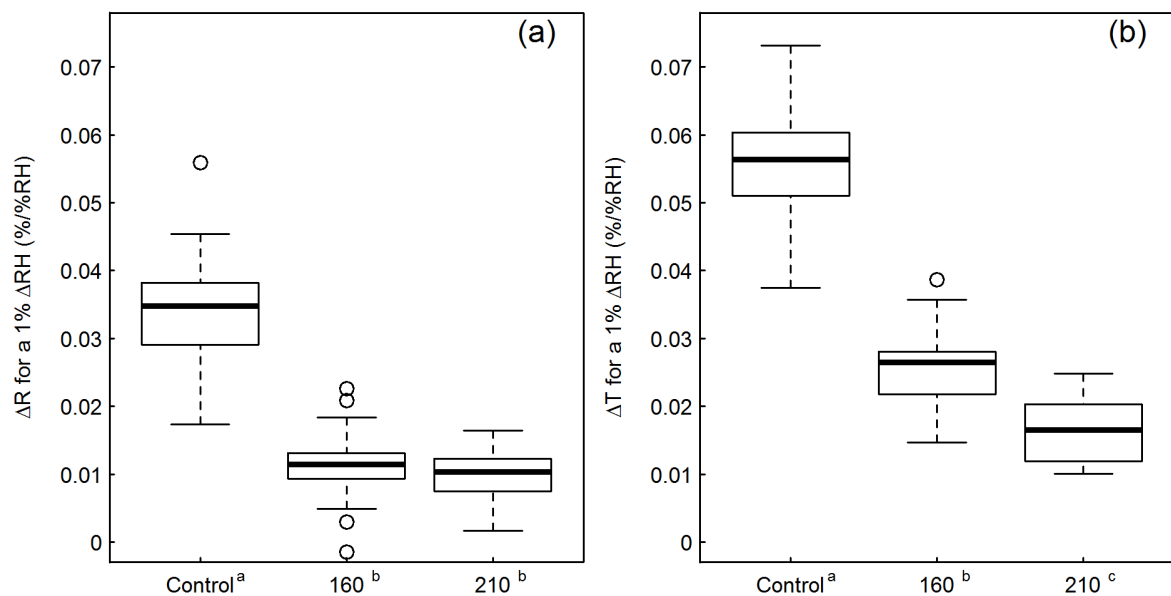 (a)
ΔR for a 1% ΔRH (%/%RH)
0.07
0.06
0.05
0.04
0.03
0.02
0.01
0
Control a
160 b
210 b
(b)
ΔT for a 1% ΔRH (%/%RH)
0.07
0.06
0.05
0.04
0.03
0.02
0.01
0
Control a
160 b
210 c